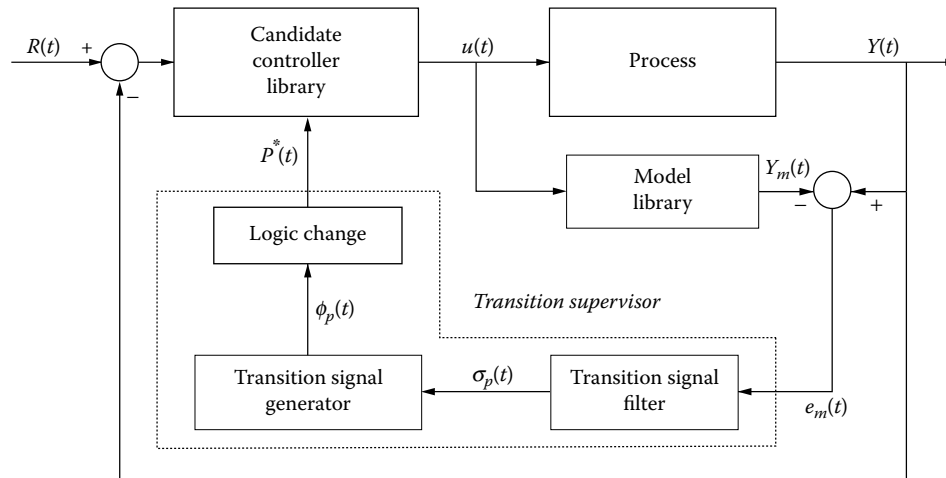 R(t)
+
−
Candidate
controller
library
u(t)
Process
Y(t)
P*(t)
Model
library
Yₘ(t)
−
+
Logic change
Transition supervisor
ϕₚ(t)
Transition signal
generator
σₚ(t)
Transition signal
filter
eₘ(t)